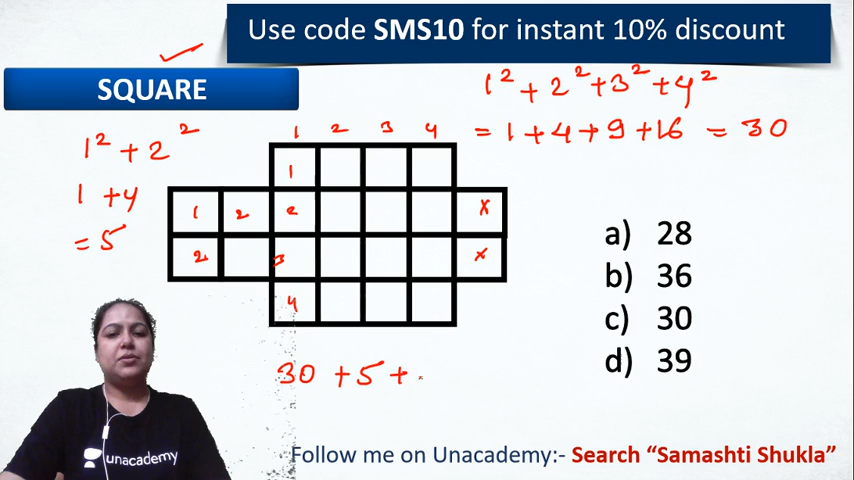 Use code SMS10 for instant 10% discount
SQUARE
1² + 2² + 3² + 4²
= 1 + 4 + 9 + 16 = 30
1² + 2²
1 + 4
= 5
1 2 3 4
1
1 2 2 x
2 3 x
4
a) 28
b) 36
c) 30
d) 39
30 + 5 + .
unacademy
Follow me on Unacademy:- Search “Samashti Shukla”